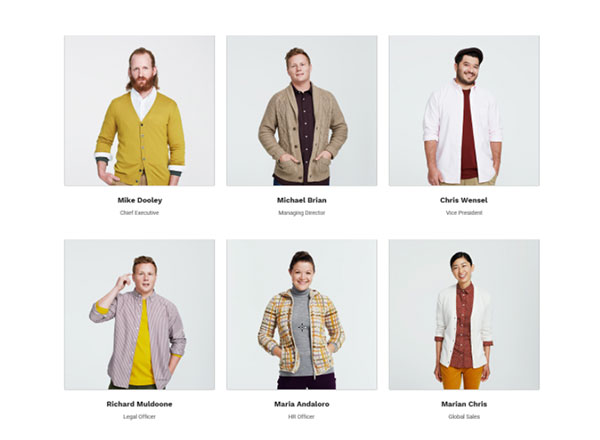 Mike Dooley
Chief Executive
Michael Brian
Managing Director
Chris Wensel
Vice President
Richard Muldoone
Legal Officer
Maria Andaloro
HR Officer
Marian Chris
Global Sales